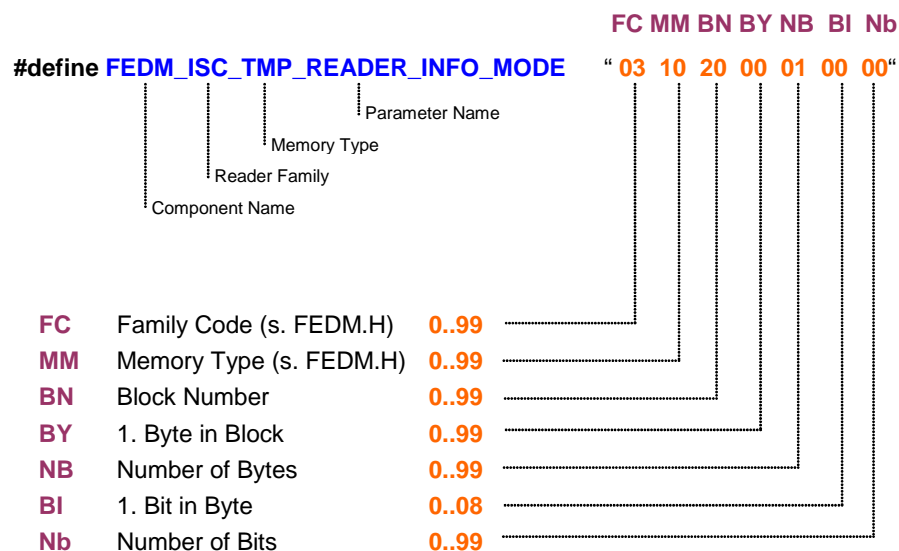 FC MM BN BY NB BI Nb
#define FEDM_ISC_TMP_READER_INFO_MODE “ 03 10 20 00 01 00 00“
Parameter Name
Memory Type
Reader Family
Component Name
FC Family Code (s. FEDM.H) 0..99
MM Memory Type (s. FEDM.H) 0..99
BN Block Number 0..99
BY 1. Byte in Block 0..99
NB Number of Bytes 0..99
BI 1. Bit in Byte 0..08
Nb Number of Bits 0..99